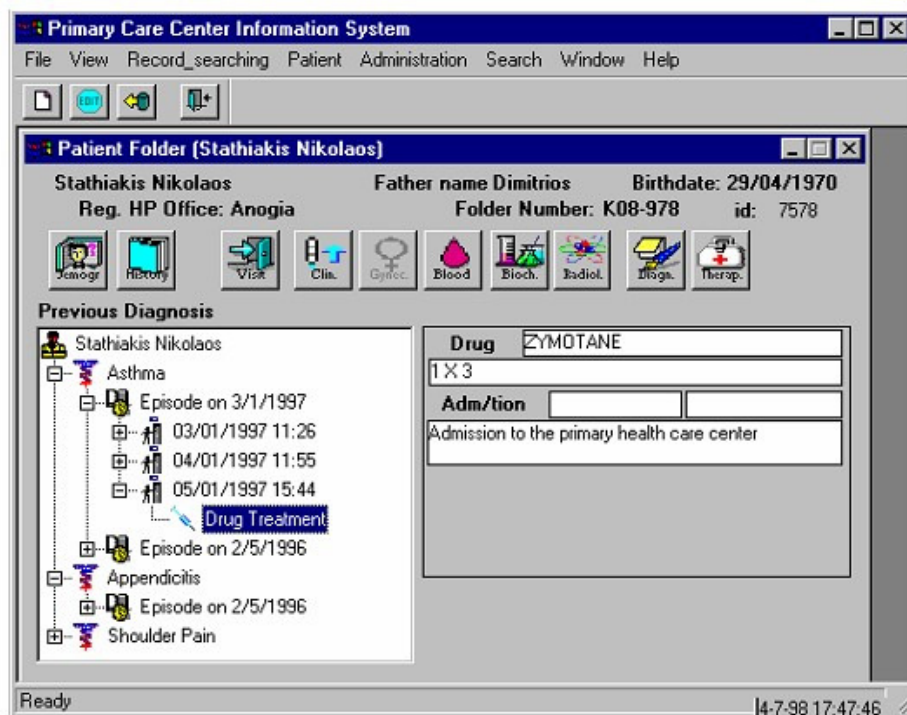 Primary Care Center Information System
File View Record_searching Patient Administration Search Window Help
EDIT
Patient Folder (Stathiakis Nikolaos)
Stathiakis Nikolaos Father name Dimitrios Birthdate: 29/04/1970
Reg. HP Office: Anogia Folder Number: K08-978 id: 7578
Demogr History Visit Clin. Gynec. Blood Bioch. Radiol. Diagn. Therap.
Previous Diagnosis
Stathiakis Nikolaos
Asthma
Episode on 3/1/1997
03/01/1997 11:26
04/01/1997 11:55
05/01/1997 15:44
Drug Treatment
Episode on 2/5/1996
Appendicitis
Episode on 2/5/1996
Shoulder Pain
Drug ZYMOTANE
1 X 3
Adm/tion
Admission to the primary health care center
Ready 4-7-98 17:47:46